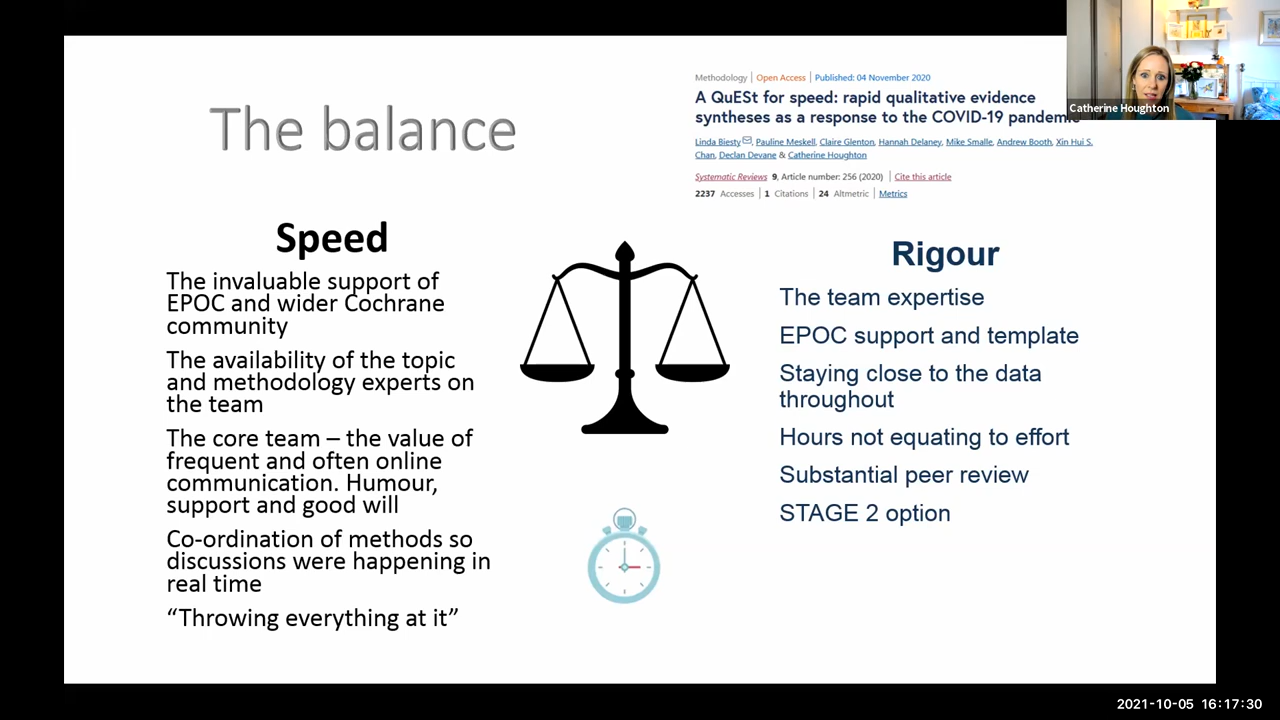 The balance
Methodology | Open Access | Published: 04 November 2020
A QuESt for speed: rapid qualitative evidence
syntheses as a response to the COVID-19 pandemic
Linda Biesty, Pauline Meskell, Claire Glenton, Hannah Delaney, Mike Smalle, Andrew Booth, Xin Hui S.
Chan, Declan Devane & Catherine Houghton
Systematic Reviews 9, Article number: 256 (2020) | Cite this article
2237 Accesses | 1 Citations | 24 Altmetric | Metrics
Catherine Houghton
Speed
The invaluable support of
EPOC and wider Cochrane
community
The availability of the topic
and methodology experts on
the team
The core team – the value of
frequent and often online
communication. Humour,
support and good will
Co-ordination of methods so
discussions were happening in
real time
“Throwing everything at it”
Rigour
The team expertise
EPOC support and template
Staying close to the data
throughout
Hours not equating to effort
Substantial peer review
STAGE 2 option
2021-10-05 16:17:30